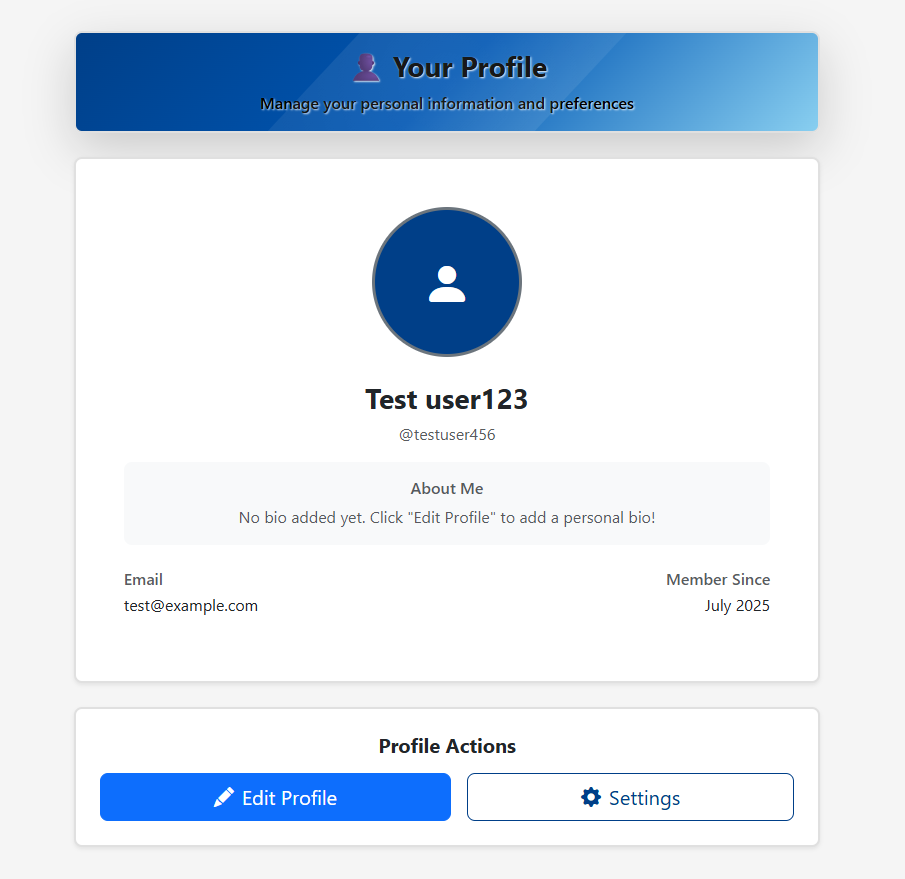 Your Profile
Manage your personal information and preferences
Test user123
@testuser456
About Me
No bio added yet. Click "Edit Profile" to add a personal bio!
Email
Member Since
test@example.com
July 2025
Profile Actions
Edit Profile
Settings